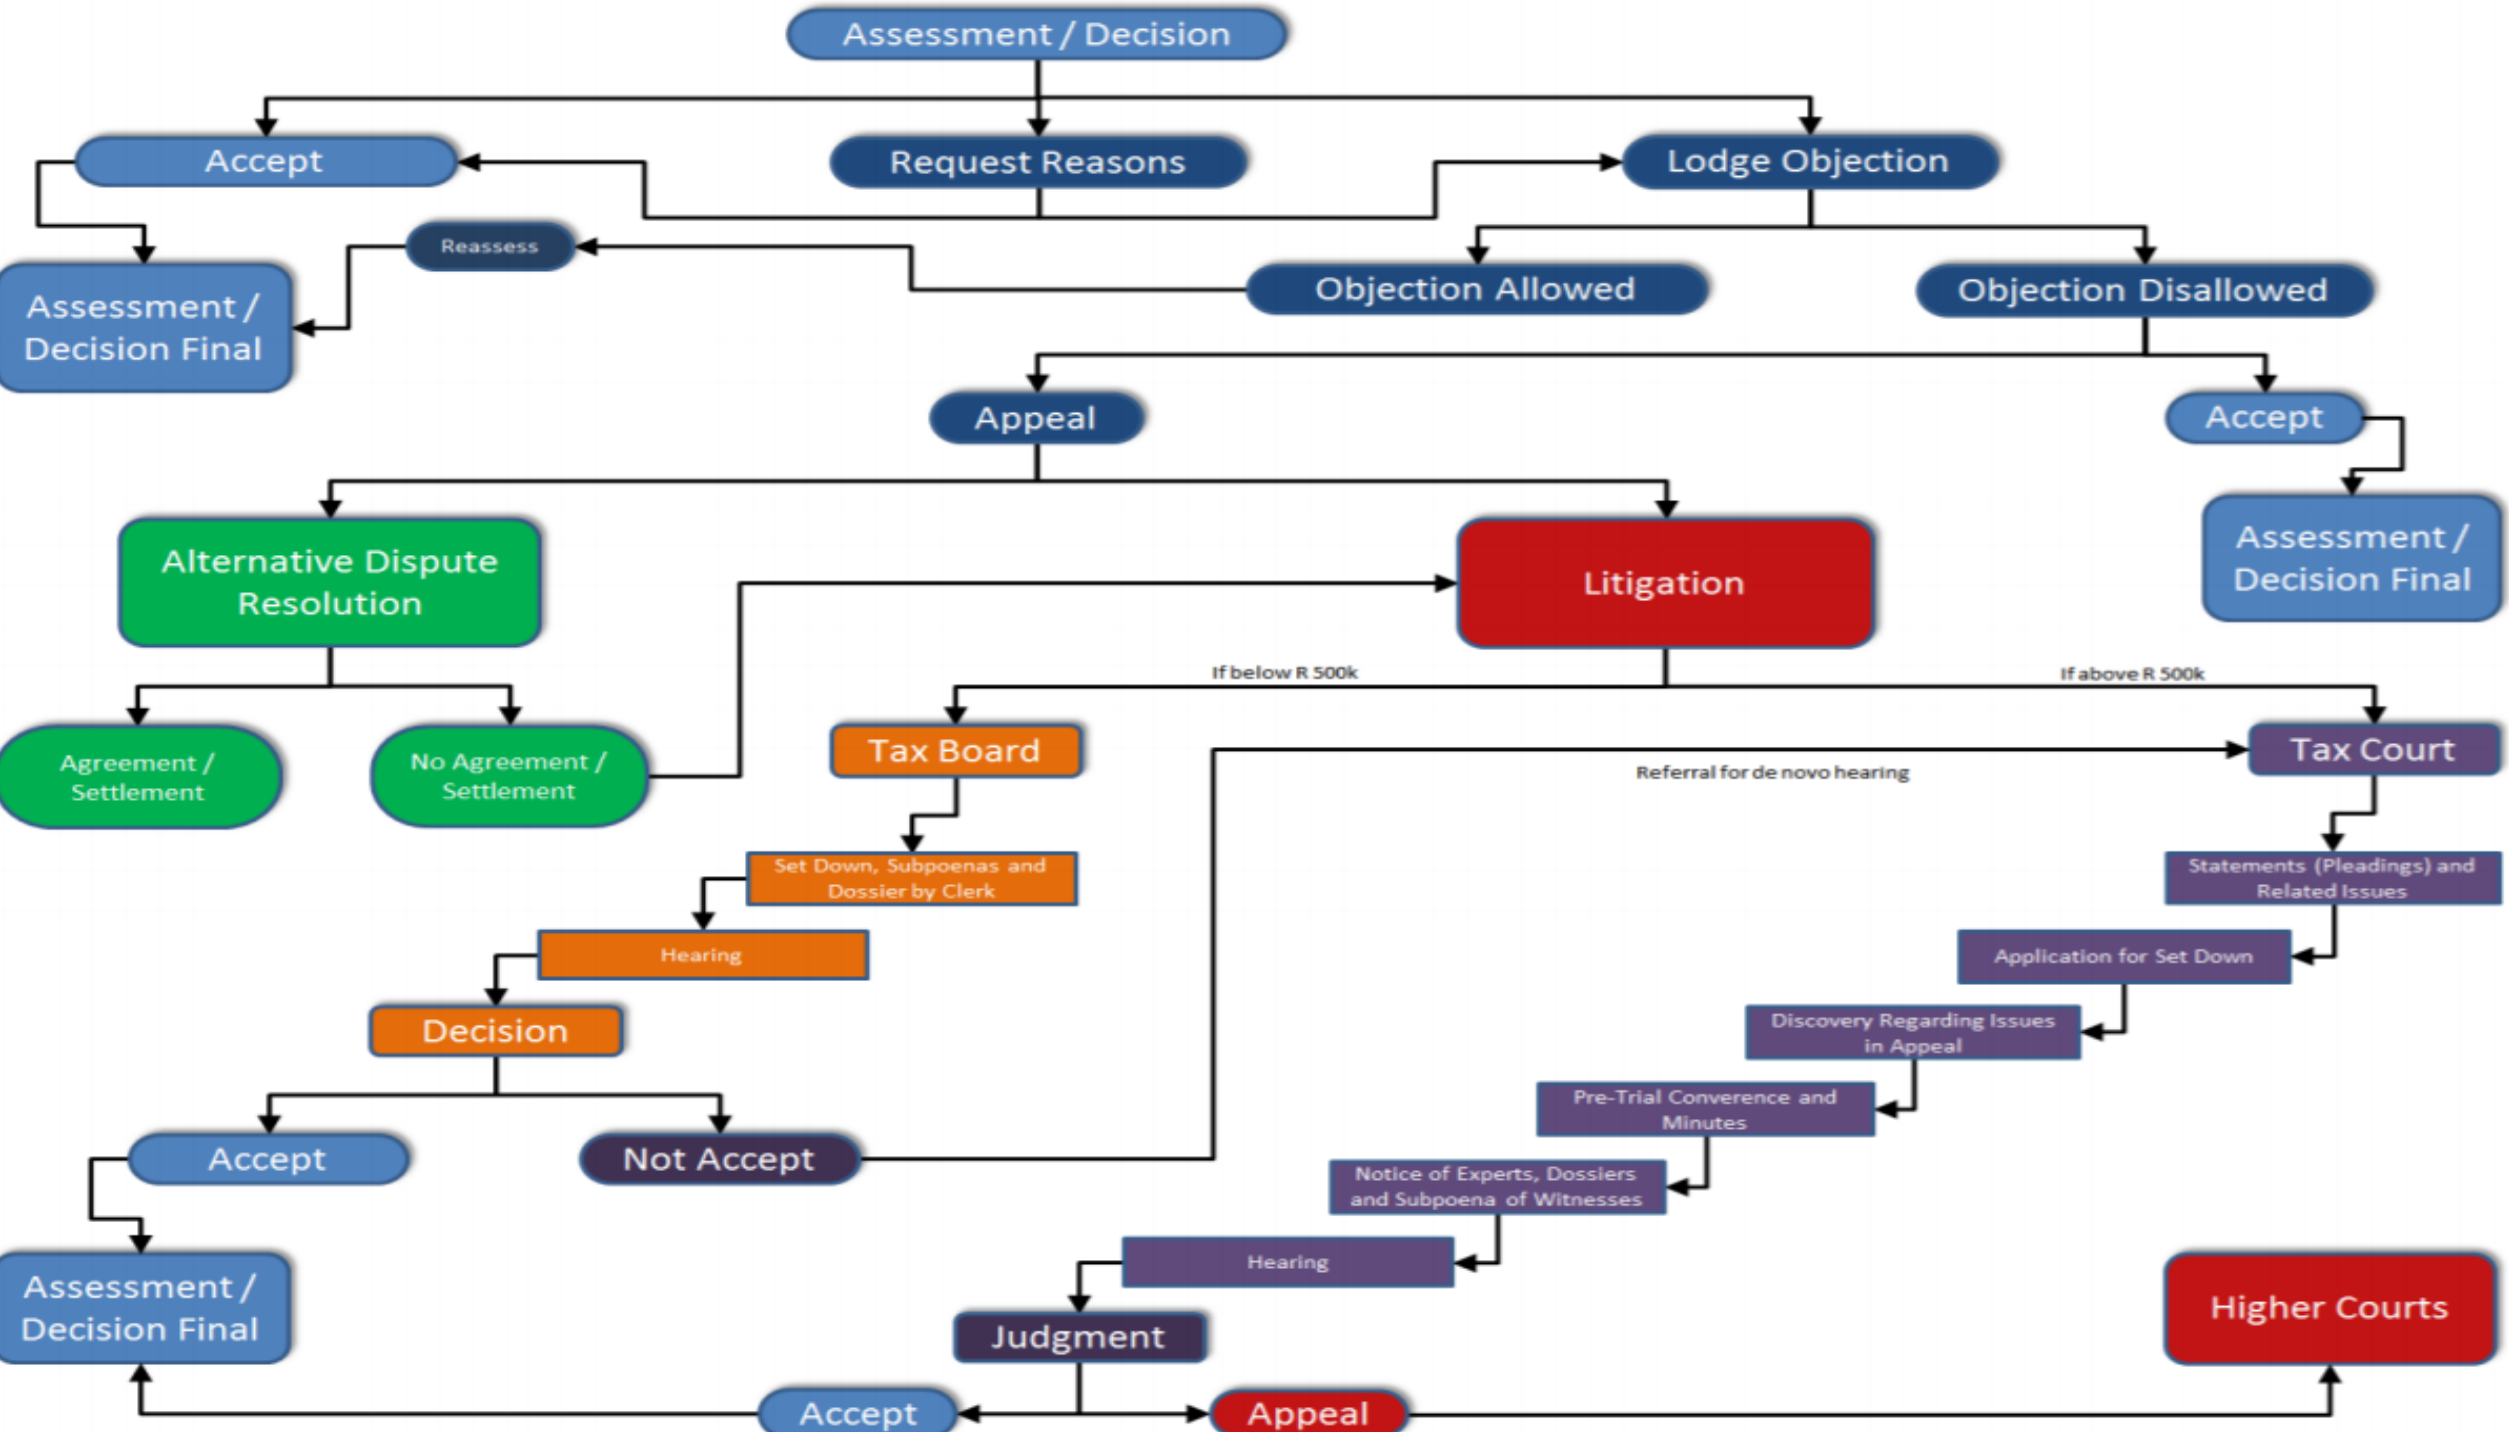 Assessment / Decision
Accept
Request Reasons
Lodge Objection
Reassess
Objection Allowed
Objection Disallowed
Assessment /
Decision Final
Appeal
Accept
Alternative Dispute
Resolution
Litigation
Assessment /
Decision Final
If below R 500k
If above R 500k
Agreement /
Settlement
No Agreement /
Settlement
Tax Board
Tax Court
Referral for de novo hearing
Set Down, Subpoenas and
Dossier by Clerk
Statements (Pleadings) and
Related Issues
Hearing
Application for Set Down
Decision
Discovery Regarding Issues
in Appeal
Pre-Trial Converence and
Minutes
Accept
Not Accept
Notice of Experts, Dossiers
and Subpoena of Witnesses
Hearing
Assessment /
Decision Final
Higher Courts
Judgment
Accept
Appeal